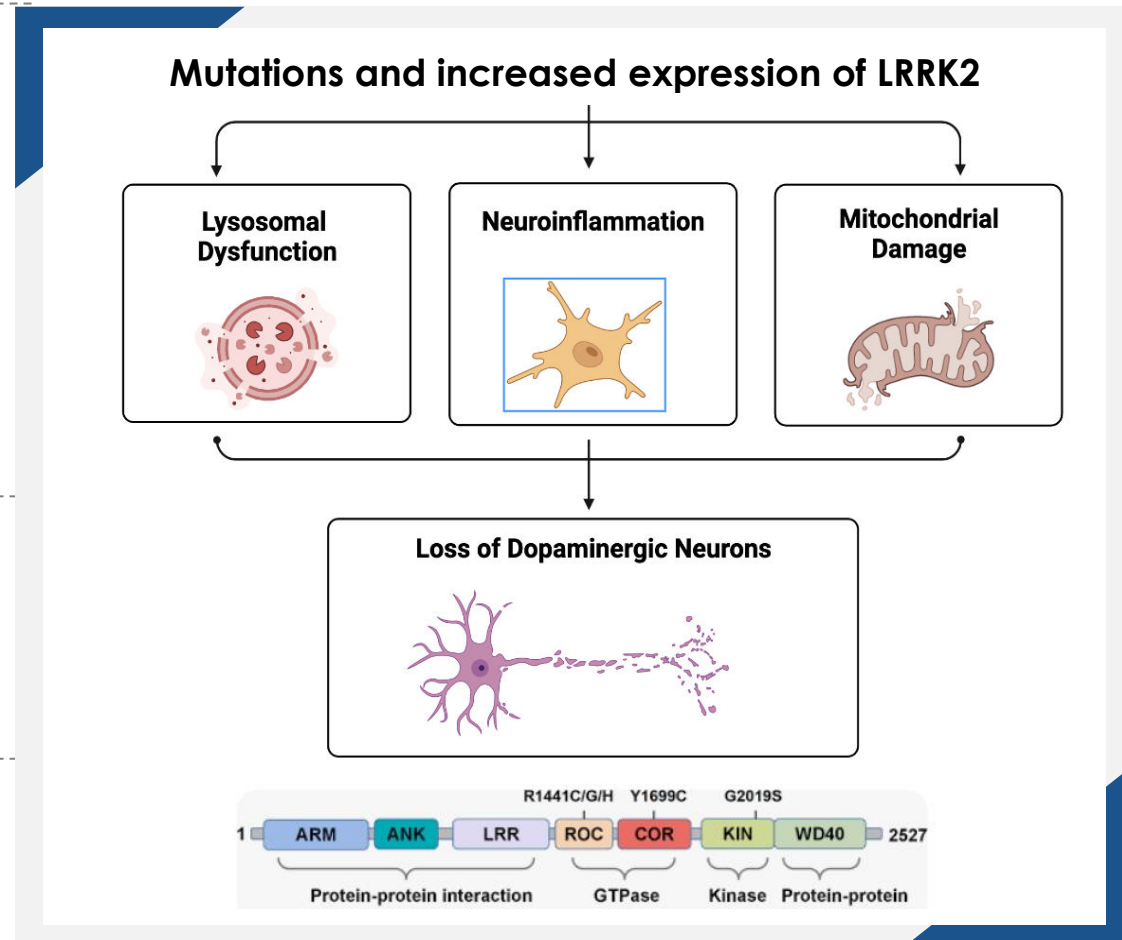 Mutations and increased expression of LRRK2
Lysosomal
Dysfunction
Neuroinflammation
Mitochondrial
Damage
Loss of Dopaminergic Neurons
R1441C/G/H Y1699C G2019S
1 ARM ANK LRR ROC COR KIN WD40 2527
Protein-protein interaction GTPase Kinase Protein-protein